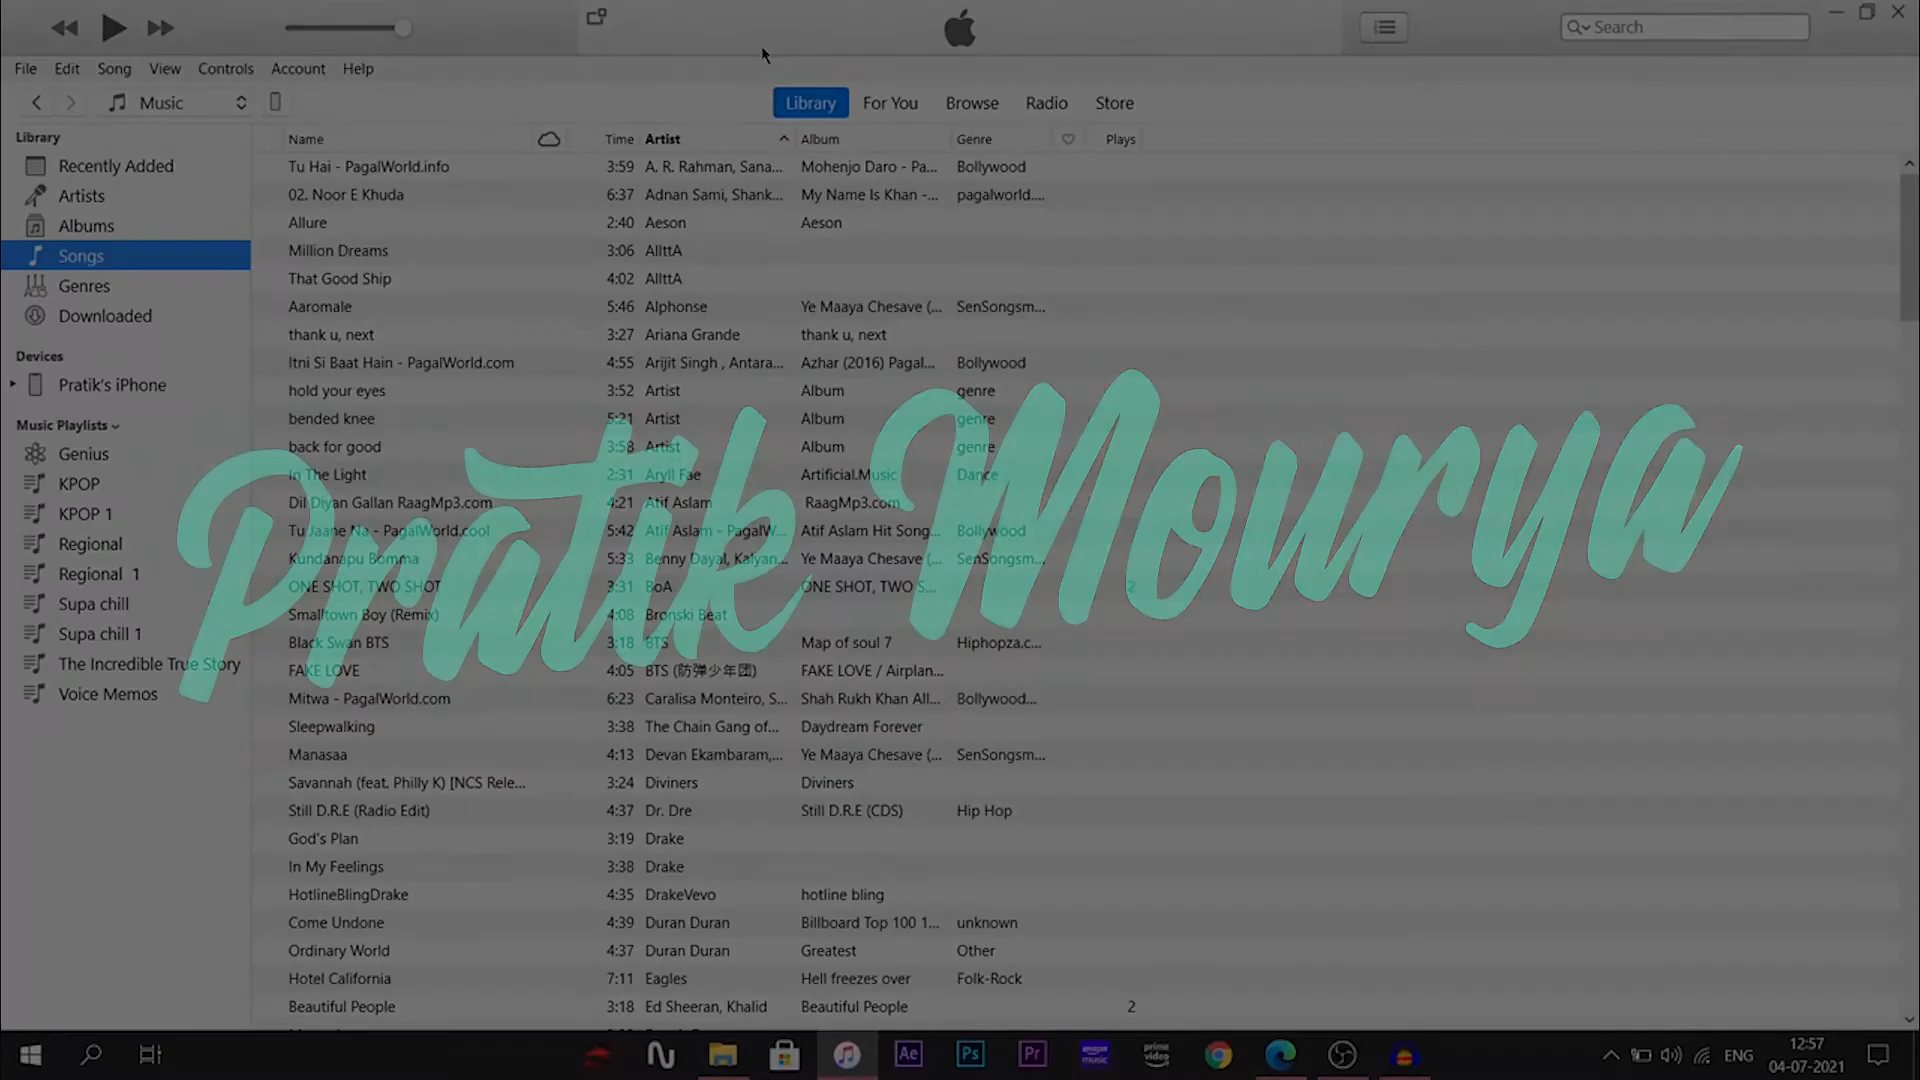 Search
File Edit Song View Controls Account Help
Music Library For You Browse Radio Store
Library
Recently Added
Artists
Albums
Songs
Genres
Downloaded
Devices
Pratik's iPhone
Music Playlists
Genius
KPOP
KPOP 1
Regional
Regional 1
Supa chill
Supa chill 1
The Incredible True Story
Voice Memos
Name Time Artist Album Genre Plays
Tu Hai - PagalWorld.info 3:59 A. R. Rahman, Sana... Mohenjo Daro - Pa... Bollywood
02. Noor E Khuda 6:37 Adnan Sami, Shank... My Name Is Khan -... pagalworld....
Allure 2:40 Aeson Aeson
Million Dreams 3:06 AllttA
That Good Ship 4:02 AllttA
Aaromale 5:46 Alphonse Ye Maaya Chesave (... SenSongsm...
thank u, next 3:27 Ariana Grande thank u, next
Itni Si Baat Hain - PagalWorld.com 4:55 Arijit Singh , Antara... Azhar (2016) Pagal... Bollywood
hold your eyes 3:52 Artist Album genre
bended knee 5:21 Artist Album genre
back for good 3:58 Artist Album genre
In The Light 2:31 Aryll Fae Artificial.Music Dance
Dil Diyan Gallan RaagMp3.com 4:21 Atif Aslam RaagMp3.com
Tu Jaane Na - PagalWorld.cool 5:42 Atif Aslam - PagalW... Atif Aslam Hit Song... Bollywood
Kundanapu Bomma 5:33 Benny Dayal, Kalyan... Ye Maaya Chesave (... SenSongsm...
ONE SHOT, TWO SHOT 3:31 BoA ONE SHOT, TWO S... 2
Smalltown Boy (Remix) 4:08 Bronski Beat
Black Swan BTS 3:18 BTS Map of soul 7 Hiphopza.c...
FAKE LOVE 4:05 BTS (防弹少年团) FAKE LOVE / Airplan...
Mitwa - PagalWorld.com 6:23 Caralisa Monteiro, S... Shah Rukh Khan All... Bollywood...
Sleepwalking 3:38 The Chain Gang of... Daydream Forever
Manasaa 4:13 Devan Ekambaram,... Ye Maaya Chesave (... SenSongsm...
Savannah (feat. Philly K) [NCS Rele... 3:24 Diviners Diviners
Still D.R.E (Radio Edit) 4:37 Dr. Dre Still D.R.E (CDS) Hip Hop
God's Plan 3:19 Drake
In My Feelings 3:38 Drake
HotlineBlingDrake 4:35 DrakeVevo hotline bling
Come Undone 4:39 Duran Duran Billboard Top 100 1... unknown
Ordinary World 4:37 Duran Duran Greatest Other
Hotel California 7:11 Eagles Hell freezes over Folk-Rock
Beautiful People 3:18 Ed Sheeran, Khalid Beautiful People 2
Pratik Mourya
Ae Ps Pr amazon music prime video ENG 12:57
04-07-2021